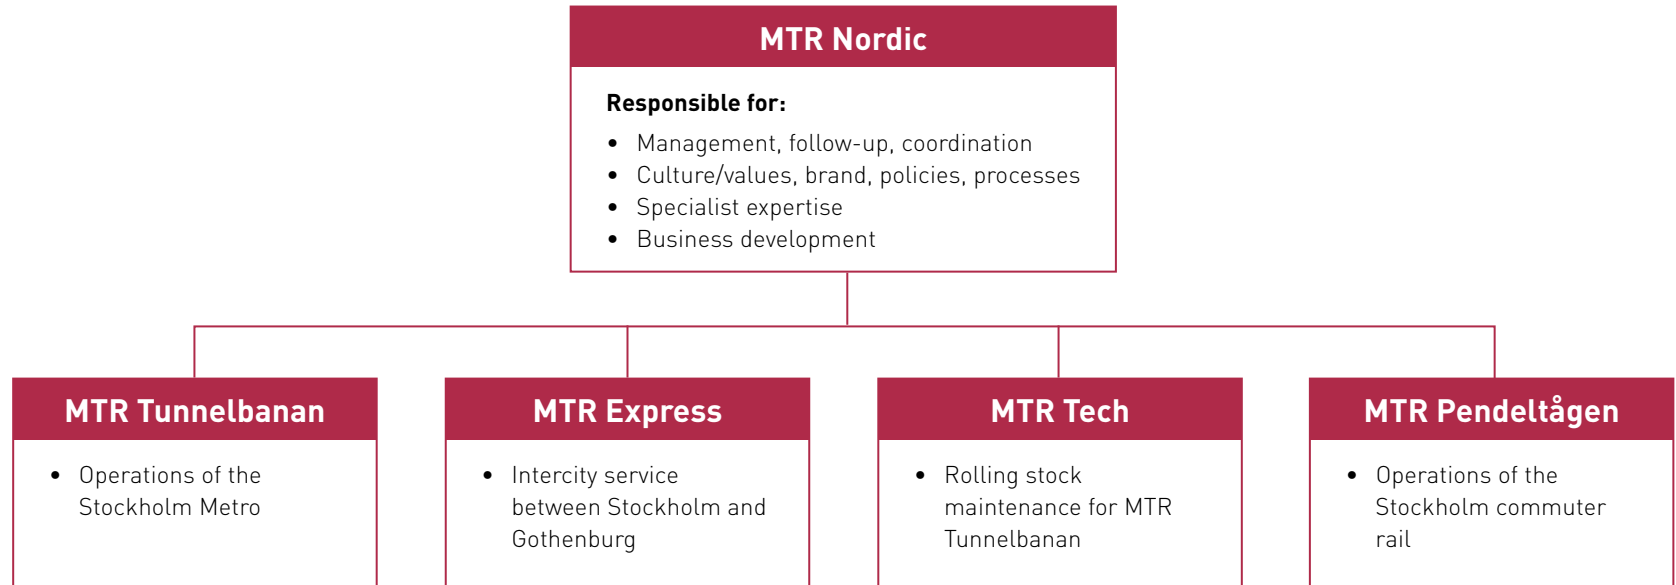 MTR Nordic
Responsible for:
• Management, follow-up, coordination
• Culture/values, brand, policies, processes
• Specialist expertise
• Business development
MTR Tunnelbanan
• Operations of the
Stockholm Metro
MTR Express
• Intercity service
between Stockholm and
Gothenburg
MTR Tech
• Rolling stock
maintenance for MTR
Tunnelbanan
MTR Pendeltågen
• Operations of the
Stockholm commuter
rail